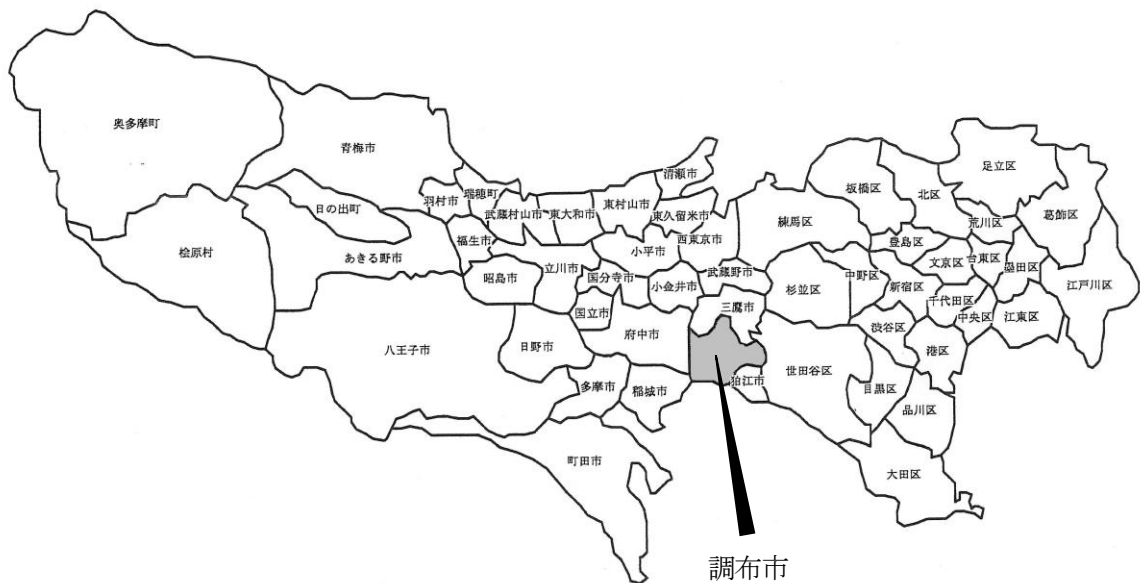 奥多摩町
青梅市
日の出町
桧原村
あきる野市
八王子市
羽村市
瑞穂町
福生市
武蔵村山市
東大和市
東村山市
清瀬市
東久留米市
西東京市
小平市
昭島市
立川市
国分寺市
小金井市
武蔵野市
国立市
府中市
三鷹市
日野市
多摩市
稲城市
狛江市
町田市
調布市
練馬区
板橋区
北区
足立区
葛飾区
荒川区
豊島区
文京区
台東区
墨田区
江戸川区
杉並区
中野区
新宿区
千代田区
中央区
江東区
渋谷区
港区
世田谷区
目黒区
品川区
大田区